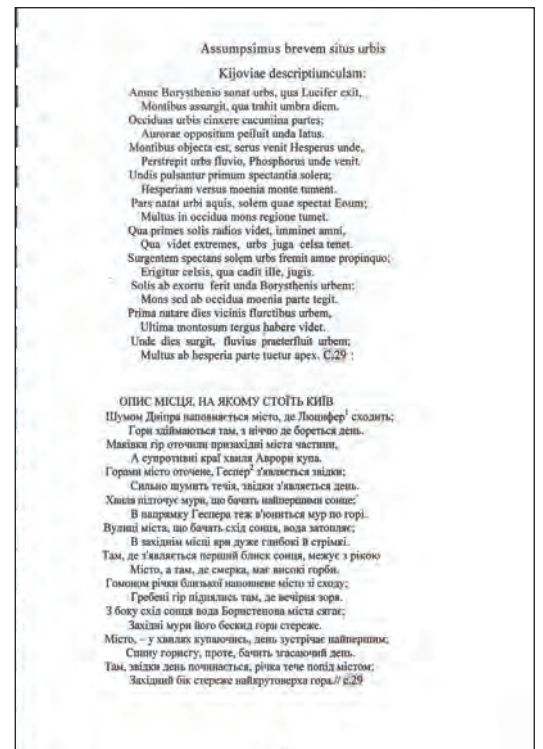 Assumpsimus brevem situs urbis
Kijoviae descriptiunculam:
Amne Borysthenio sonat urbs, qua Lucifer exit,
Montibus assurgit, qua trahit umbra diem.
Occiduas urbis cinxere cacumina partes;
Aurorae oppositum pelluit unda latus.
Montibus objecta est, serus venit Hesperus unde,
Perstrepit urbs fluvio, Phosphorus unde venit.
Undis pulsantur primum spectantia solem;
Hesperiam versus moenia monte tument.
Pars natat urbi aquis, solem quae spectat Eoum;
Multus in occidua mons regione tumet.
Qua primes solis radios videt, imminet amni,
Qua videt extremes, urbs juga celsa tenet.
Surgentem spectans solem urbs fremit amne propinquo;
Erigitur celsis, qua cadit ille, jugis.
Solis ab exortu ferit unda Borysthenis urbem;
Mons sed ab occidua moenia parte tegit.
Prima natare dies vicinis flurctibus urbem,
Ultima montosum tergus habere videt.
Unde dies surgit, fluvius praeterfluit urbem;
Multus ab hesperia parte tuetur apex. C.29 :
ОПИС МІСЦЯ, НА ЯКОМУ СТОЇТЬ КИЇВ
Шумом Дніпра наповнюється місто, де Люцифер¹ сходить;
Гори здіймаються там, з ніччю де бореться день.
Маківки гір оточили призахідні міста частини,
А супротивні краї хвиля Аврори купа.
Горами місто оточене, Геспер² з'являється звідки;
Сильно шумить течія, звідки з'являється день.
Хвиля підточує мури, що бачать найпершими сонце;
В напрямку Геспера теж в'юниться мур по горі.
Вулиці міста, що бачать схід сонця, вода затопляє;
В західнім місці яри дуже глибокі й стрімкі.
Там, де з'являється перший блиск сонця, межує з рікою
Місто, а там, де смерка, має високі горби.
Гомоном річки близької наповнене місто зі сходу;
Гребені гір піднялись там, де вечірня зоря.
З боку схід сонця вода Бористенова міста сягає;
Західні мури його бескид гори стереже.
Місто, – у хвилях купаючись, день зустрічає найпершим;
Спину гористу, проте, бачить згасаючий день.
Там, звідки день починається, річка тече попід містом;
Західний бік стереже найкрутоверха гора.// с.29